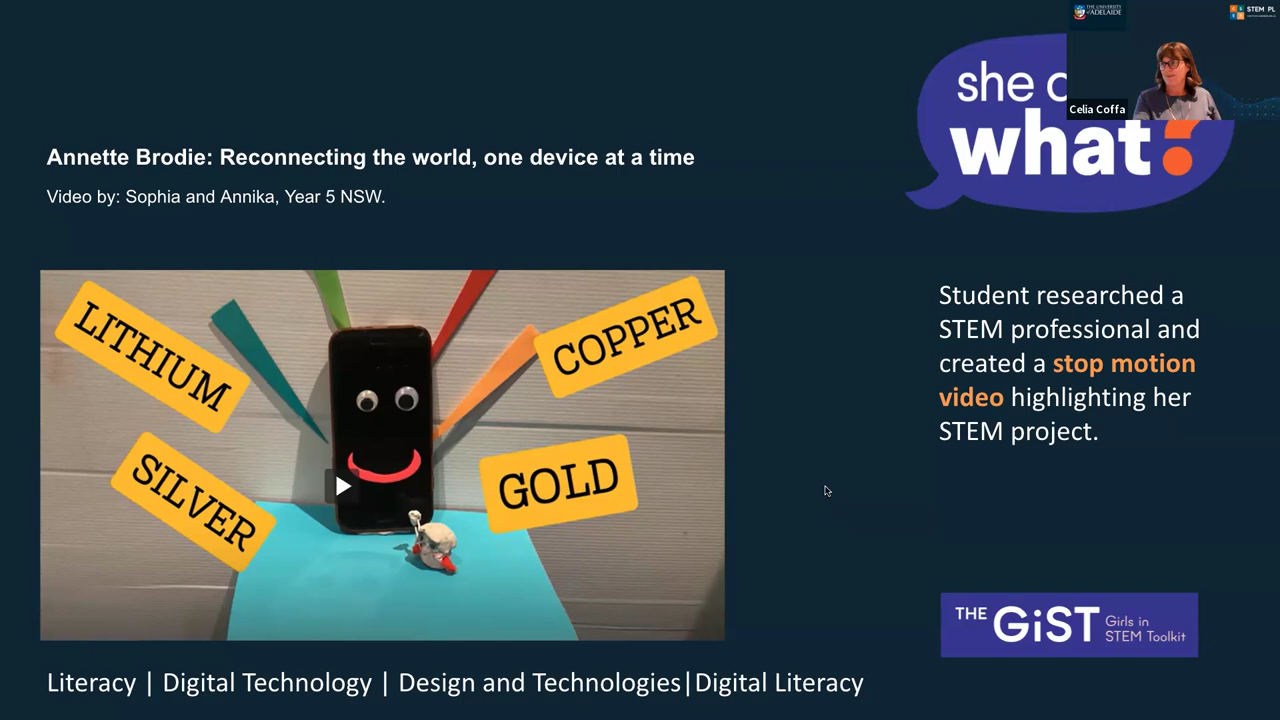 THE UNIVERSITY
of ADELAIDE
STEM PL
Celia Coffa
she
what?
Annette Brodie: Reconnecting the world, one device at a time
Video by: Sophia and Annika, Year 5 NSW.
LITHIUM
COPPER
SILVER
GOLD
Student researched a
STEM professional and
created a stop motion
video highlighting her
STEM project.
THE GiST Girls in
STEM Toolkit
Literacy | Digital Technology | Design and Technologies|Digital Literacy